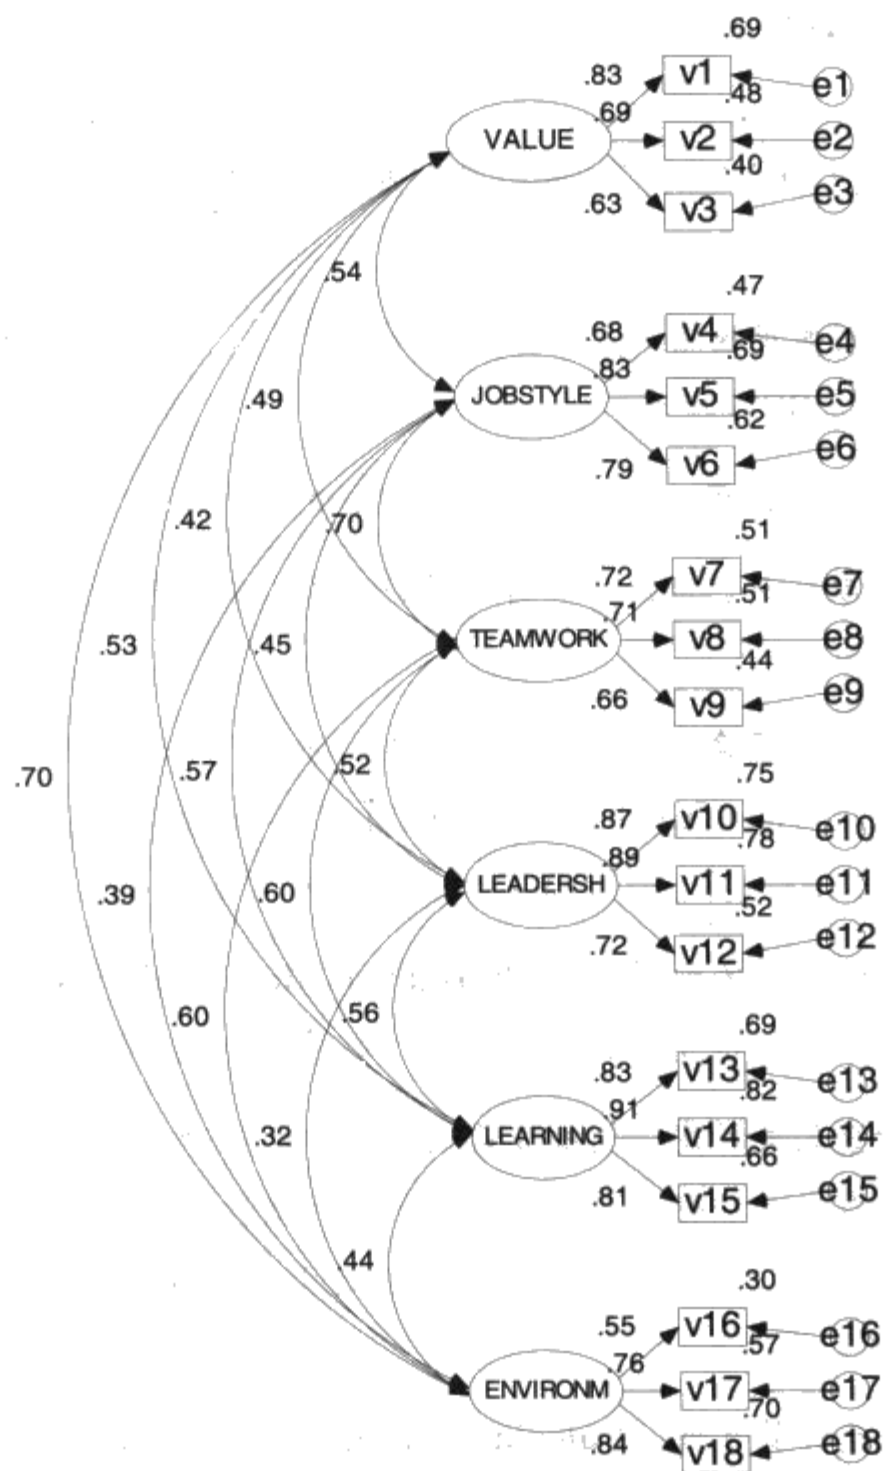 .69
.83 v1 e1
.69 .48
VALUE v2 e2
.40
.63 v3 e3
.54
.47
.68 v4 e4
.83 .69
.49 JOBSTYLE v5 e5
.62
.79 v6 e6
.42 .70
.51
.72 v7 e7
.71 .51
.53 .45 TEAMWORK v8 e8
.44
.66 v9 e9
.70 .57 .52
.75
.87 v10 e10
.89 .78
.39 .60 LEADERSH v11 e11
.52
.72 v12 e12
.60 .56
.69
.83 v13 e13
.91 .82
.32 LEARNING v14 e14
.66
.81 v15 e15
.44
.30
.55 v16 e16
.76 .57
ENVIRONM v17 e17
.70
.84 v18 e18